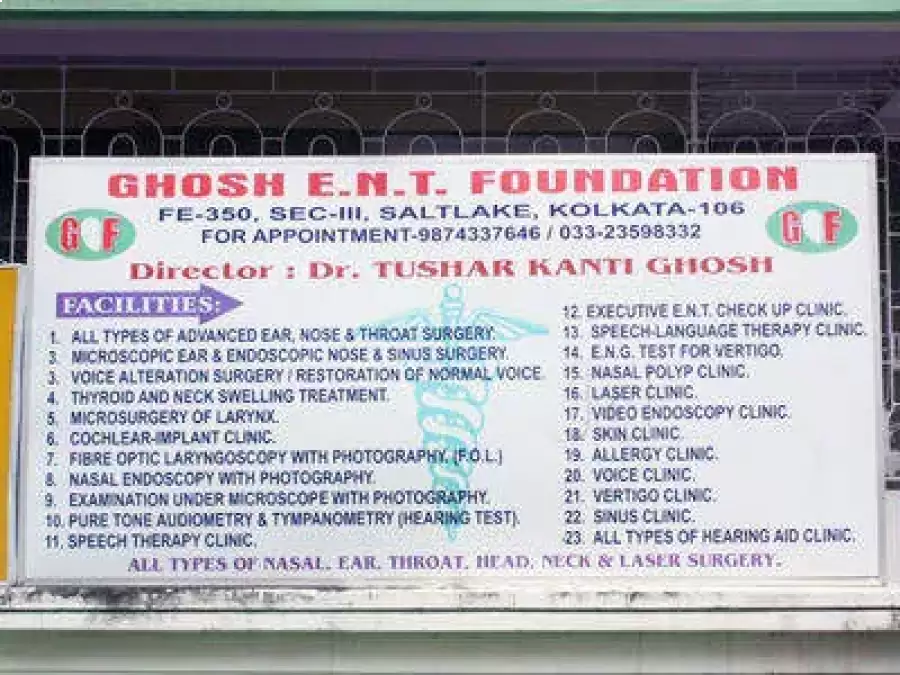 GHOSH E.N.T. FOUNDATION
FE-350, SEC-III, SALTLAKE, KOLKATA-106
G F
G F
FOR APPOINTMENT-9874337646 / 033-23598332
Director : Dr. TUSHAR KANTI GHOSH
FACILITIES:
1. ALL TYPES OF ADVANCED EAR, NOSE & THROAT SURGERY.
3. MICROSCOPIC EAR & ENDOSCOPIC NOSE & SINUS SURGERY.
3. VOICE ALTERATION SURGERY / RESTORATION OF NORMAL VOICE.
4. THYROID AND NECK SWELLING TREATMENT.
5. MICROSURGERY OF LARYNX.
6. COCHLEAR-IMPLANT CLINIC.
7. FIBRE OPTIC LARYNGOSCOPY WITH PHOTOGRAPHY. (F.O.L.)
8. NASAL ENDOSCOPY WITH PHOTOGRAPHY.
9. EXAMINATION UNDER MICROSCOPE WITH PHOTOGRAPHY.
10. PURE TONE AUDIOMETRY & TYMPANOMETRY (HEARING TEST).
11. SPEECH THERAPY CLINIC.
12. EXECUTIVE E.N.T. CHECK UP CLINIC.
13. SPEECH-LANGUAGE THERAPY CLINIC.
14. E.N.G. TEST FOR VERTIGO.
15. NASAL POLYP CLINIC.
16. LASER CLINIC.
17. VIDEO ENDOSCOPY CLINIC.
18. SKIN CLINIC.
19. ALLERGY CLINIC.
20. VOICE CLINIC.
21. VERTIGO CLINIC.
22. SINUS CLINIC.
23. ALL TYPES OF HEARING AID CLINIC.
ALL TYPES OF NASAL, EAR, THROAT, HEAD, NECK & LASER SURGERY.